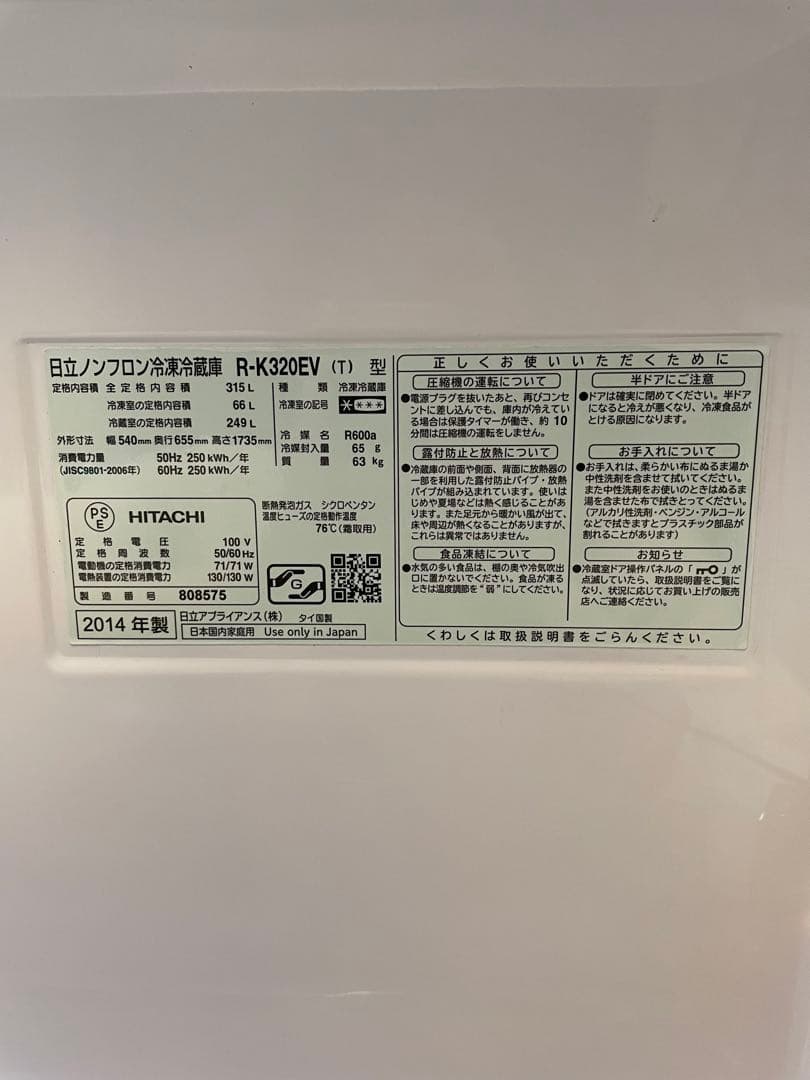 日立ノンフロン冷凍冷蔵庫 R-K320EV (T) 型
定格内容積 全定格内容積 315 L
冷凍室の定格内容積 66 L
冷蔵室の定格内容積 249 L
外形寸法 幅 540mm 奥行 655mm 高さ 1735mm
消費電力量 50Hz 250 kWh/年
(JISC9801-2006年) 60Hz 250 kWh/年
種類 冷凍冷蔵庫
冷凍室の記号 ****
冷媒名 R600a
冷媒封入量 65 g
質量 63 kg
PSE HITACHI
定格電圧 100 V
定格周波数 50/60 Hz
電動機の定格消費電力 71/71 W
電熱装置の定格消費電力 130/130 W
製造番号 808575
断熱発泡ガス シクロペンタン
温度ヒューズの定格動作温度
76℃(霜取用)
G
2014 年製
日立アプライアンス(株) タイ国製
日本国内家庭用 Use only in Japan
正しくお使いいただくために
圧縮機の運転について
●電源プラグを抜いたあと、再びコンセ
ントに差し込んでも、庫内が冷えてい
る場合は保護タイマーが働き、約 10
分間は圧縮機の運転をしません。
露付防止と放熱について
●冷蔵庫の前面や側面、背面に放熱器の
一部を利用した露付防止パイプ・放熱
パイプが組み込まれています。使いは
じめや夏場などは熱く感じることがあ
ります。また足元から暖かい風が出て、
床や周辺が熱くなることがありますが、
これらは異常ではありません。
食品凍結について
●水気の多い食品は、棚の奥や冷気吹出
口に置かないでください。食品が凍る
ときは温度調節を“弱”にしてください。
半ドアにご注意
●ドアは確実に閉めてください。半ドア
になると冷えが悪くなり、冷凍食品が
とける原因になります。
お手入れについて
●お手入れは、柔らかい布にぬるま湯か
中性洗剤を含ませて拭いてください。
また中性洗剤をお使いのときはぬるま
湯を含ませた布で拭きとってください。
(アルカリ性洗剤・ベンジン・アルコール
などで拭きますとプラスチック部品が
割れることがあります)
お知らせ
●冷蔵室ドア操作パネルの「 」が
点滅していたら、取扱説明書をご覧に
なり、状況に応じてお買い上げの販売
店へご連絡ください。
くわしくは取扱説明書をごらんください。